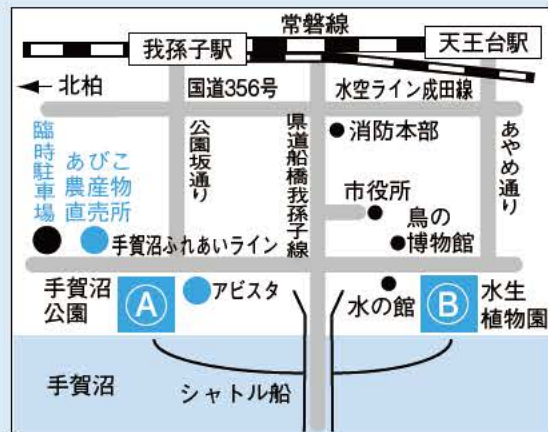 常磐線
我孫子駅
天王台駅
北柏
国道356号
水空ライン成田線
臨時駐車場
あびこ
農産物
直売所
公園坂通り
県道船橋我孫子線
消防本部
あやめ通り
市役所
鳥の
博物館
手賀沼ふれあいライン
手賀沼
公園
A
アビスタ
水の館
B
水生
植物園
手賀沼
シャトル船